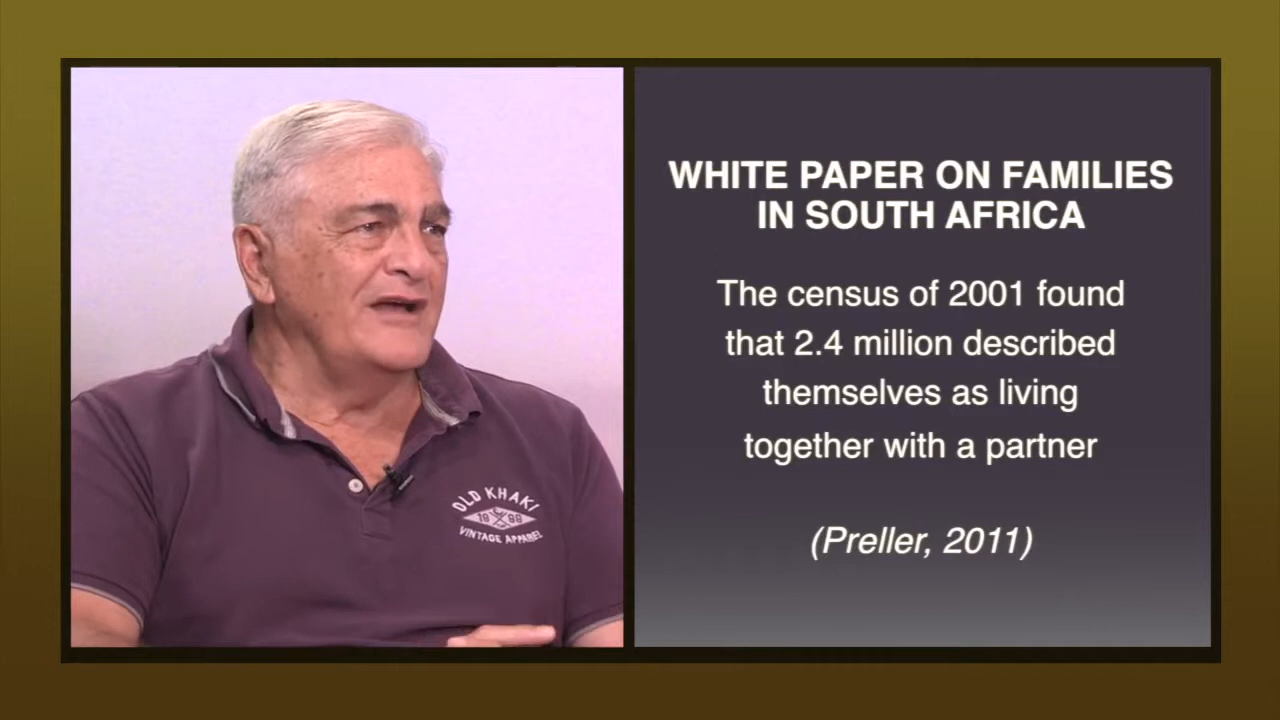 OLD KHAKI
VINTAGE APPAREL
WHITE PAPER ON FAMILIES
IN SOUTH AFRICA
The census of 2001 found
that 2.4 million described
themselves as living
together with a partner
(Preller, 2011)